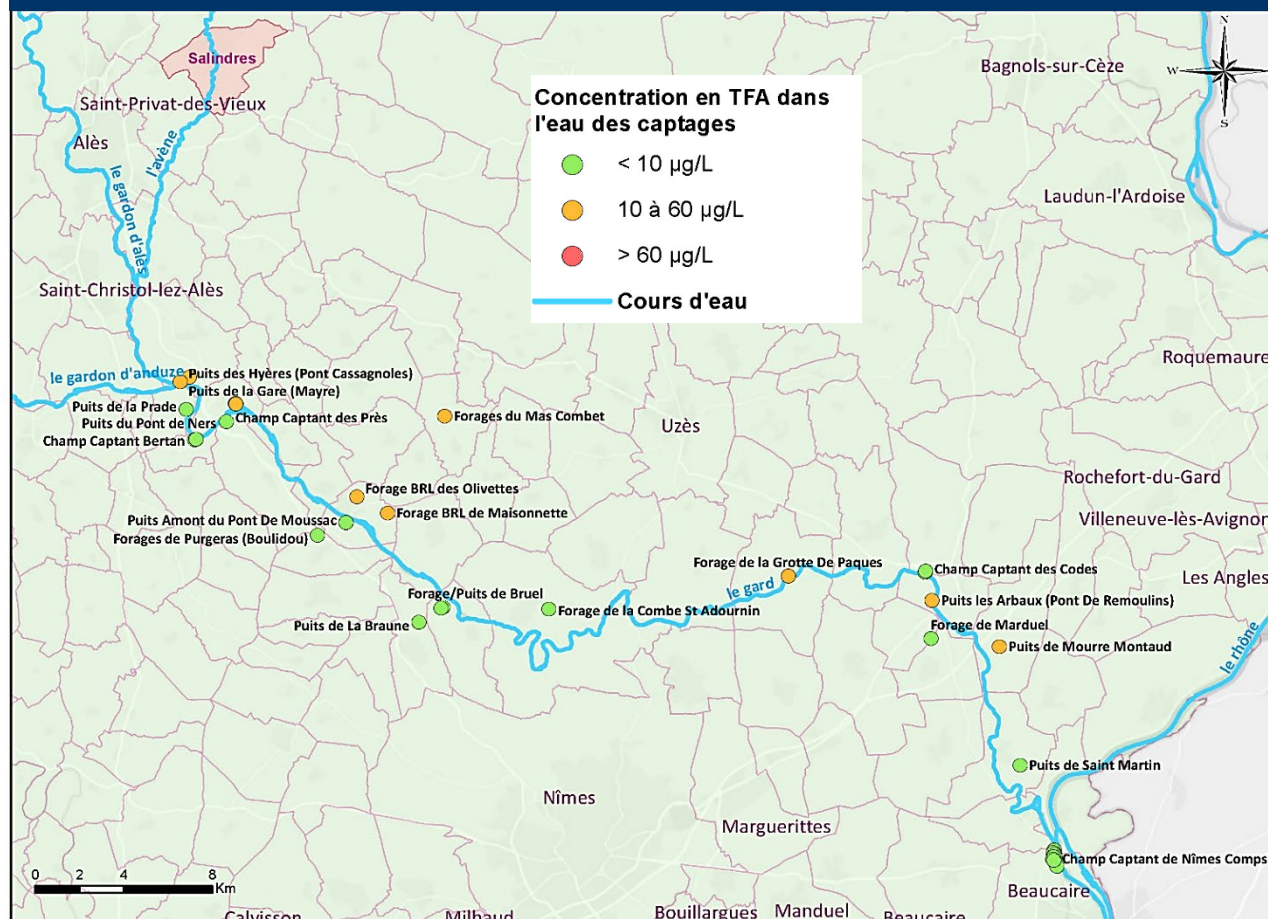 N
W
S
Salindres
Bagnols-sur-Cèze
Saint-Privat-des-Vieux
Alès
l'avène
le gardon d'alès
Concentration en TFA dans
l'eau des captages
< 10 µg/L
10 à 60 µg/L
> 60 µg/L
Cours d'eau
Laudun-l'Ardoise
Saint-Christol-lez-Alès
Roquemaure
le gardon d'anduze
Puits des Hyères (Pont Cassagnoles)
Puits de la Gare (Mayre)
Puits de la Prade
Puits du Pont de Ners
Champ Captant des Près
Champ Captant Bertan
Forages du Mas Combet
Uzès
Rochefort-du-Gard
Forage BRL des Olivettes
Forage BRL de Maisonnette
Puits Amont du Pont De Moussac
Forages de Purgeras (Boulidou)
Villeneuve-lès-Avignon
Forage de la Grotte De Paques
le gard
Champ Captant des Codes
Les Angles
Forage/Puits de Bruel
Forage de la Combe St Adournin
Puits les Arbaux (Pont De Remoulins)
Puits de La Braune
Forage de Marduel
Puits de Mourre Montaud
le rhône
Puits de Saint Martin
Nîmes
Marguerittes
Champ Captant de Nîmes Comps
Beaucaire
0 2 4 8
Km
Calvisson
Milhaud
Bouillargues
Manduel
Beaucaire